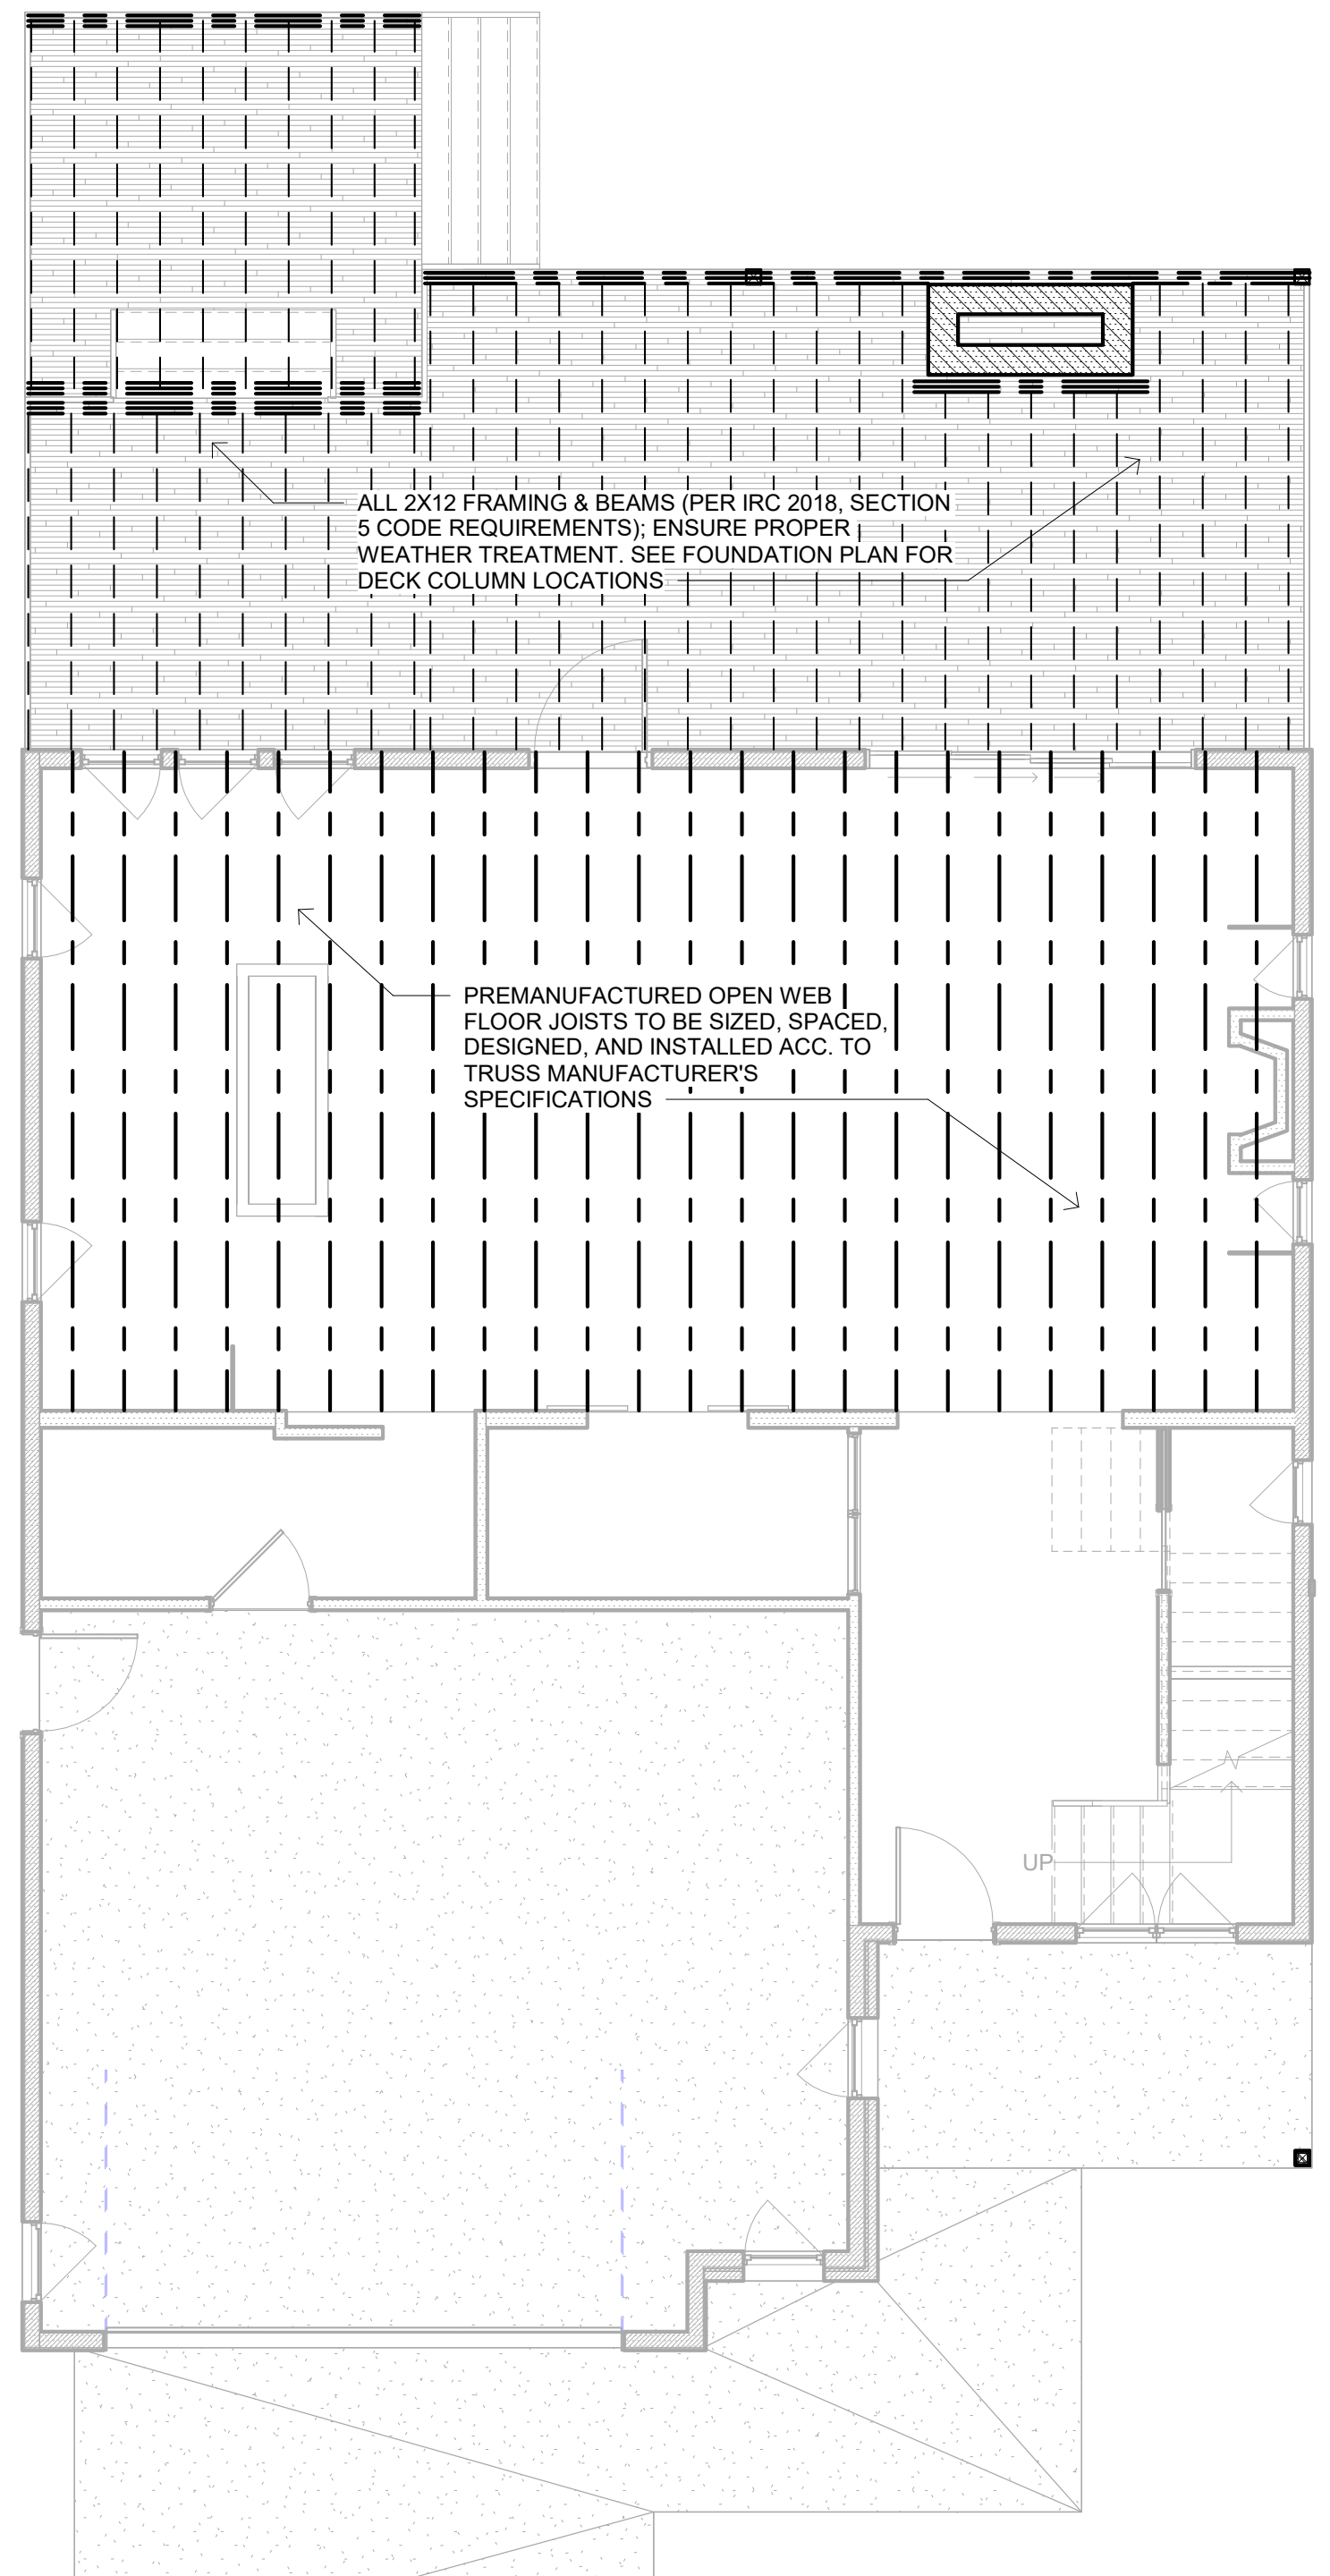 ALL 2X12 FRAMING & BEAMS (PER IRC 2018, SECTION
5 CODE REQUIREMENTS); ENSURE PROPER
WEATHER TREATMENT. SEE FOUNDATION PLAN FOR
DECK COLUMN LOCATIONS
PREMANUFACTURED OPEN WEB
FLOOR JOISTS TO BE SIZED, SPACED,
DESIGNED, AND INSTALLED ACC. TO
TRUSS MANUFACTURER'S
SPECIFICATIONS
UP